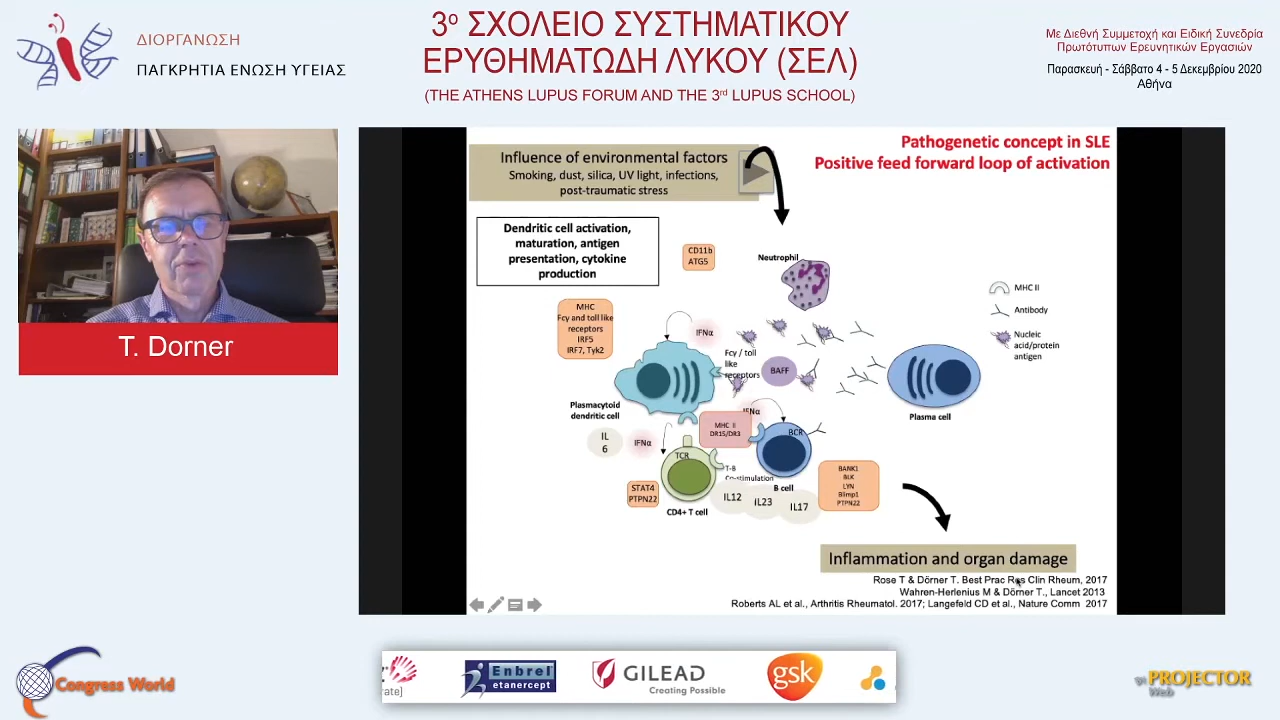 3ο ΣΧΟΛΕΙΟ ΣΥΣΤΗΜΑΤΙΚΟΥ
ΕΡΥΘΗΜΑΤΩΔΗ ΛΥΚΟΥ (ΣΕΛ)
(THE ATHENS LUPUS FORUM AND THE 3rd LUPUS SCHOOL)
ΔΙΟΡΓΑΝΩΣΗ
ΠΑΓΚΡΗΤΙΑ ΕΝΩΣΗ ΥΓΕΙΑΣ
Με Διεθνή Συμμετοχή και Ειδική Συνεδρία
Πρωτότυπων Ερευνητικών Εργασιών
Παρασκευή - Σάββατο 4 - 5 Δεκεμβρίου 2020
Αθήνα
T. Dorner
Pathogenetic concept in SLE
Positive feed forward loop of activation
Influence of environmental factors
Smoking, dust, silica, UV light, infections,
post-traumatic stress
Dendritic cell activation,
maturation, antigen
presentation, cytokine
production
CD11b
ATG5
Neutrophil
MHC II
Antibody
Nucleic
acid/protein
antigen
MHC
Fcγ and toll like
receptors
IRF5
IRF7, Tyk2
IFNα
Fcγ / toll
like
receptors
BAFF
Plasma cell
Plasmacytoid
dendritic cell
IFNα
MHC II
DR15/DR3
BCR
IL
6
IFNα
TCR
T-B
Co-stimulation
B cell
STAT4
PTPN22
CD4+ T cell
IL12
IL23
IL17
BANK1
BLK
LYN
Blimp1
PTPN22
Inflammation and organ damage
Rose T & Dörner T. Best Prac Res Clin Rheum, 2017
Wahren-Herlenius M & Dörner T., Lancet 2013
Roberts AL et al., Arthritis Rheumatol. 2017; Langefeld CD et al., Nature Comm 2017
Congress World
rate]
Enbrel
etanercept
GILEAD
Creating Possible
gsk
PROJECTOR
Web